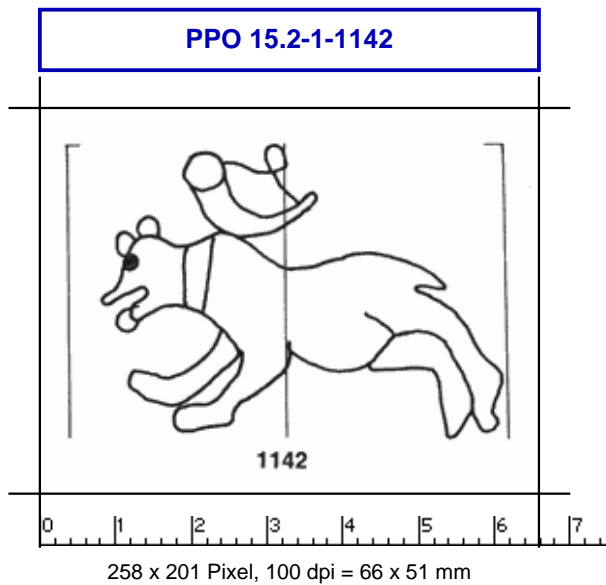 PPO 15.2-1-1142
1142
0 1 2 3 4 5 6 7
258 x 201 Pixel, 100 dpi = 66 x 51 mm